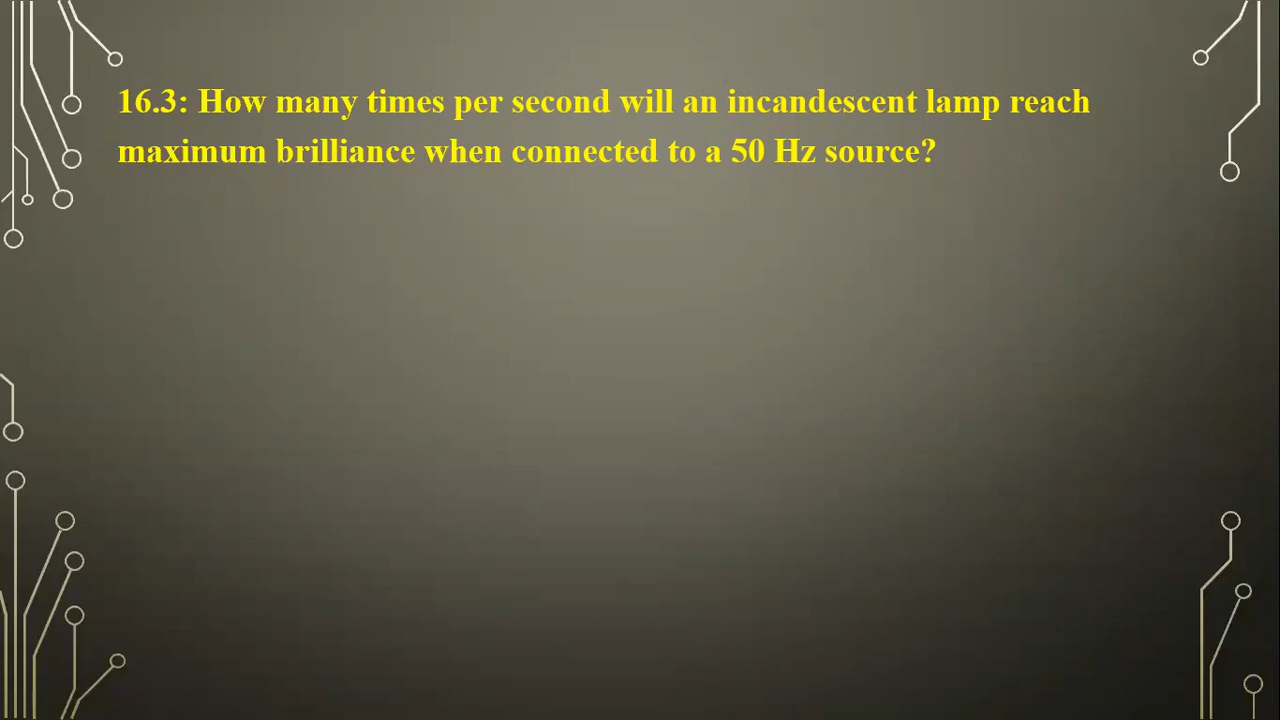 16.3: How many times per second will an incandescent lamp reach
maximum brilliance when connected to a 50 Hz source?